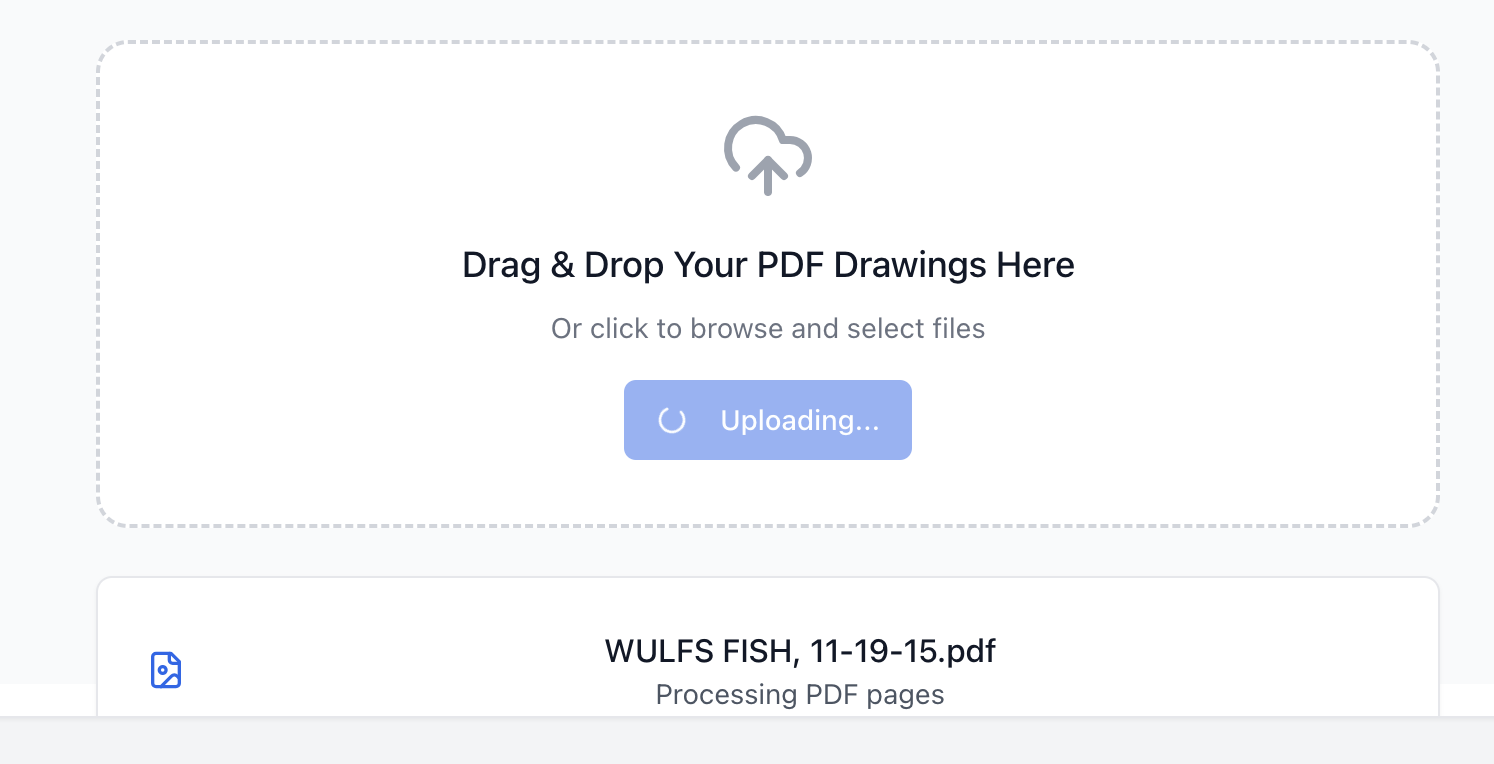 Drag & Drop Your PDF Drawings Here
Or click to browse and select files
Uploading...
WULFS FISH, 11-19-15.pdf
Processing PDF pages